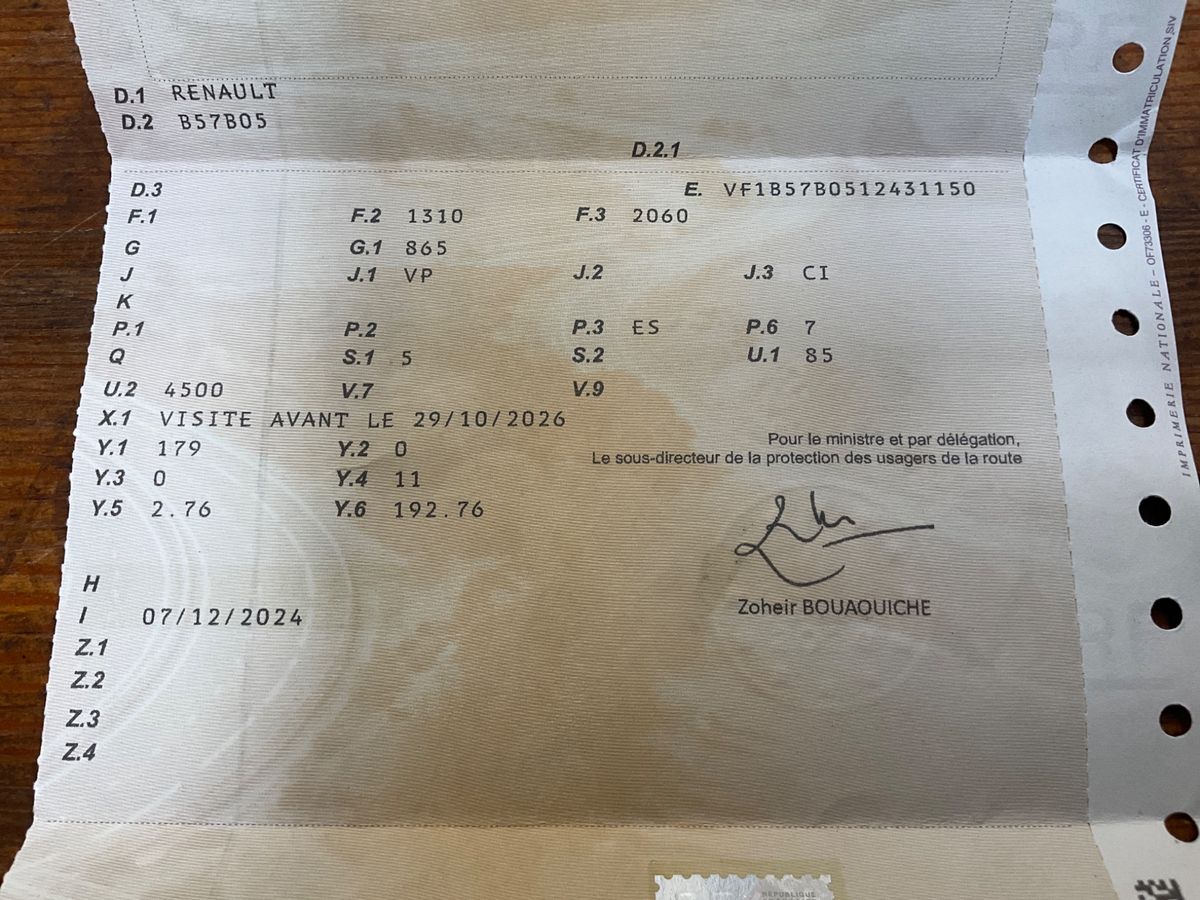 D.1 RENAULT
D.2 B57B05
D.2.1
D.3 E. VF1B57B0512431150
F.1 F.2 1310 F.3 2060
G G.1 865
J J.1 VP J.2 J.3 CI
K
P.1 P.2 P.3 ES P.6 7
Q S.1 5 S.2 U.1 85
U.2 4500 V.7 V.9
X.1 VISITE AVANT LE 29/10/2026
Y.1 179 Y.2 0
Y.3 0 Y.4 11
Y.5 2.76 Y.6 192.76
Pour le ministre et par délégation,
Le sous-directeur de la protection des usagers de la route
Zoheir BOUAOUICHE
H
I 07/12/2024
Z.1
Z.2
Z.3
Z.4
IMPRIMERIE NATIONALE – OF73306 - E - CERTIFICAT D'IMMATRICULATION SIV
RÉPUBLIQUE